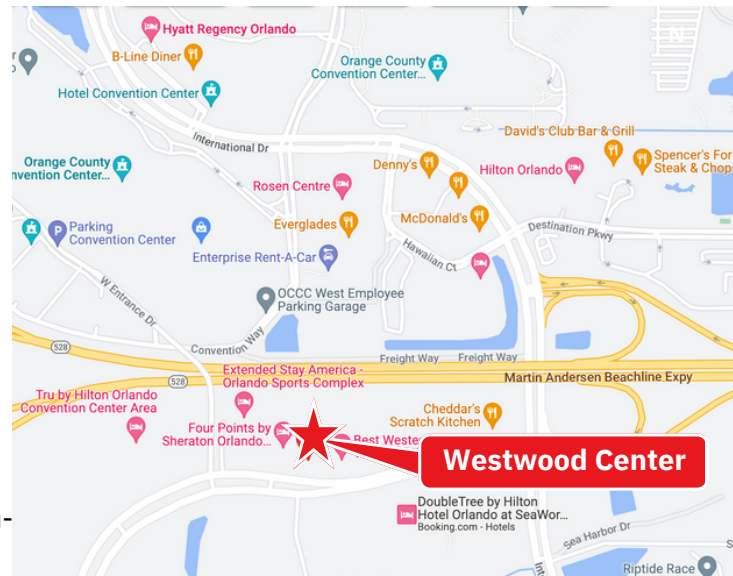 Hyatt Regency Orlando
B-Line Diner
Orange County
Convention Center...
Hotel Convention Center
International Dr
David's Club Bar & Grill
Orange County
nvention Center...
Denny's
Hilton Orlando
Spencer's For
Steak & Chops
Rosen Centre
Everglades
McDonald's
P
Parking
Convention Center
Destination Pkwy
Enterprise Rent-A-Car
Hawaiian Ct
W Entrance Dr
OCCC West Employee
Parking Garage
Convention Way
528
Freight Way
Freight Way
Extended Stay America -
Orlando Sports Complex
528
Martin Andersen Beachline Expy
Tru by Hilton Orlando
Convention Center Area
Cheddar's
Scratch Kitchen
Four Points by
Sheraton Orlando...
Best Weste
Westwood Center
DoubleTree by Hilton
Hotel Orlando at SeaWor...
Booking.com - Hotels
Sea Harbor Dr
Riptide Race